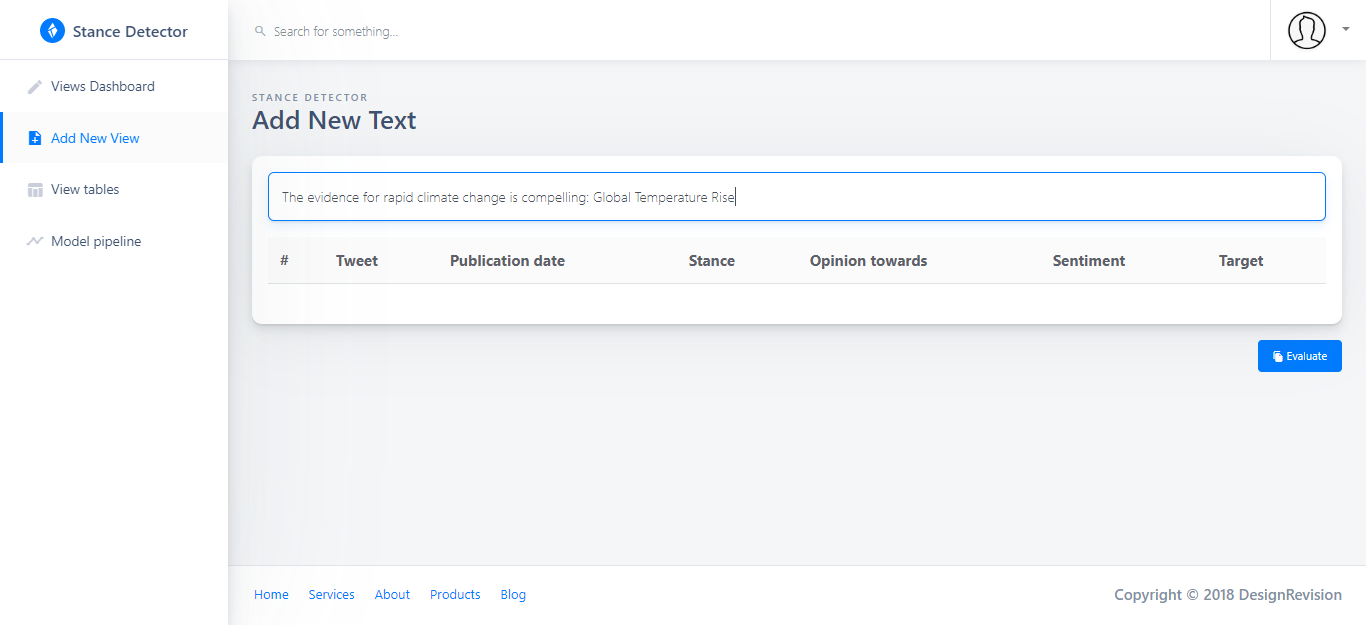 Stance Detector
Search for something...
Views Dashboard
Add New View
View tables
Model pipeline
STANCE DETECTOR
Add New Text
The evidence for rapid climate change is compelling: Global Temperature Rise
# Tweet Publication date Stance Opinion towards Sentiment Target
Evaluate
Home Services About Products Blog
Copyright © 2018 DesignRevision